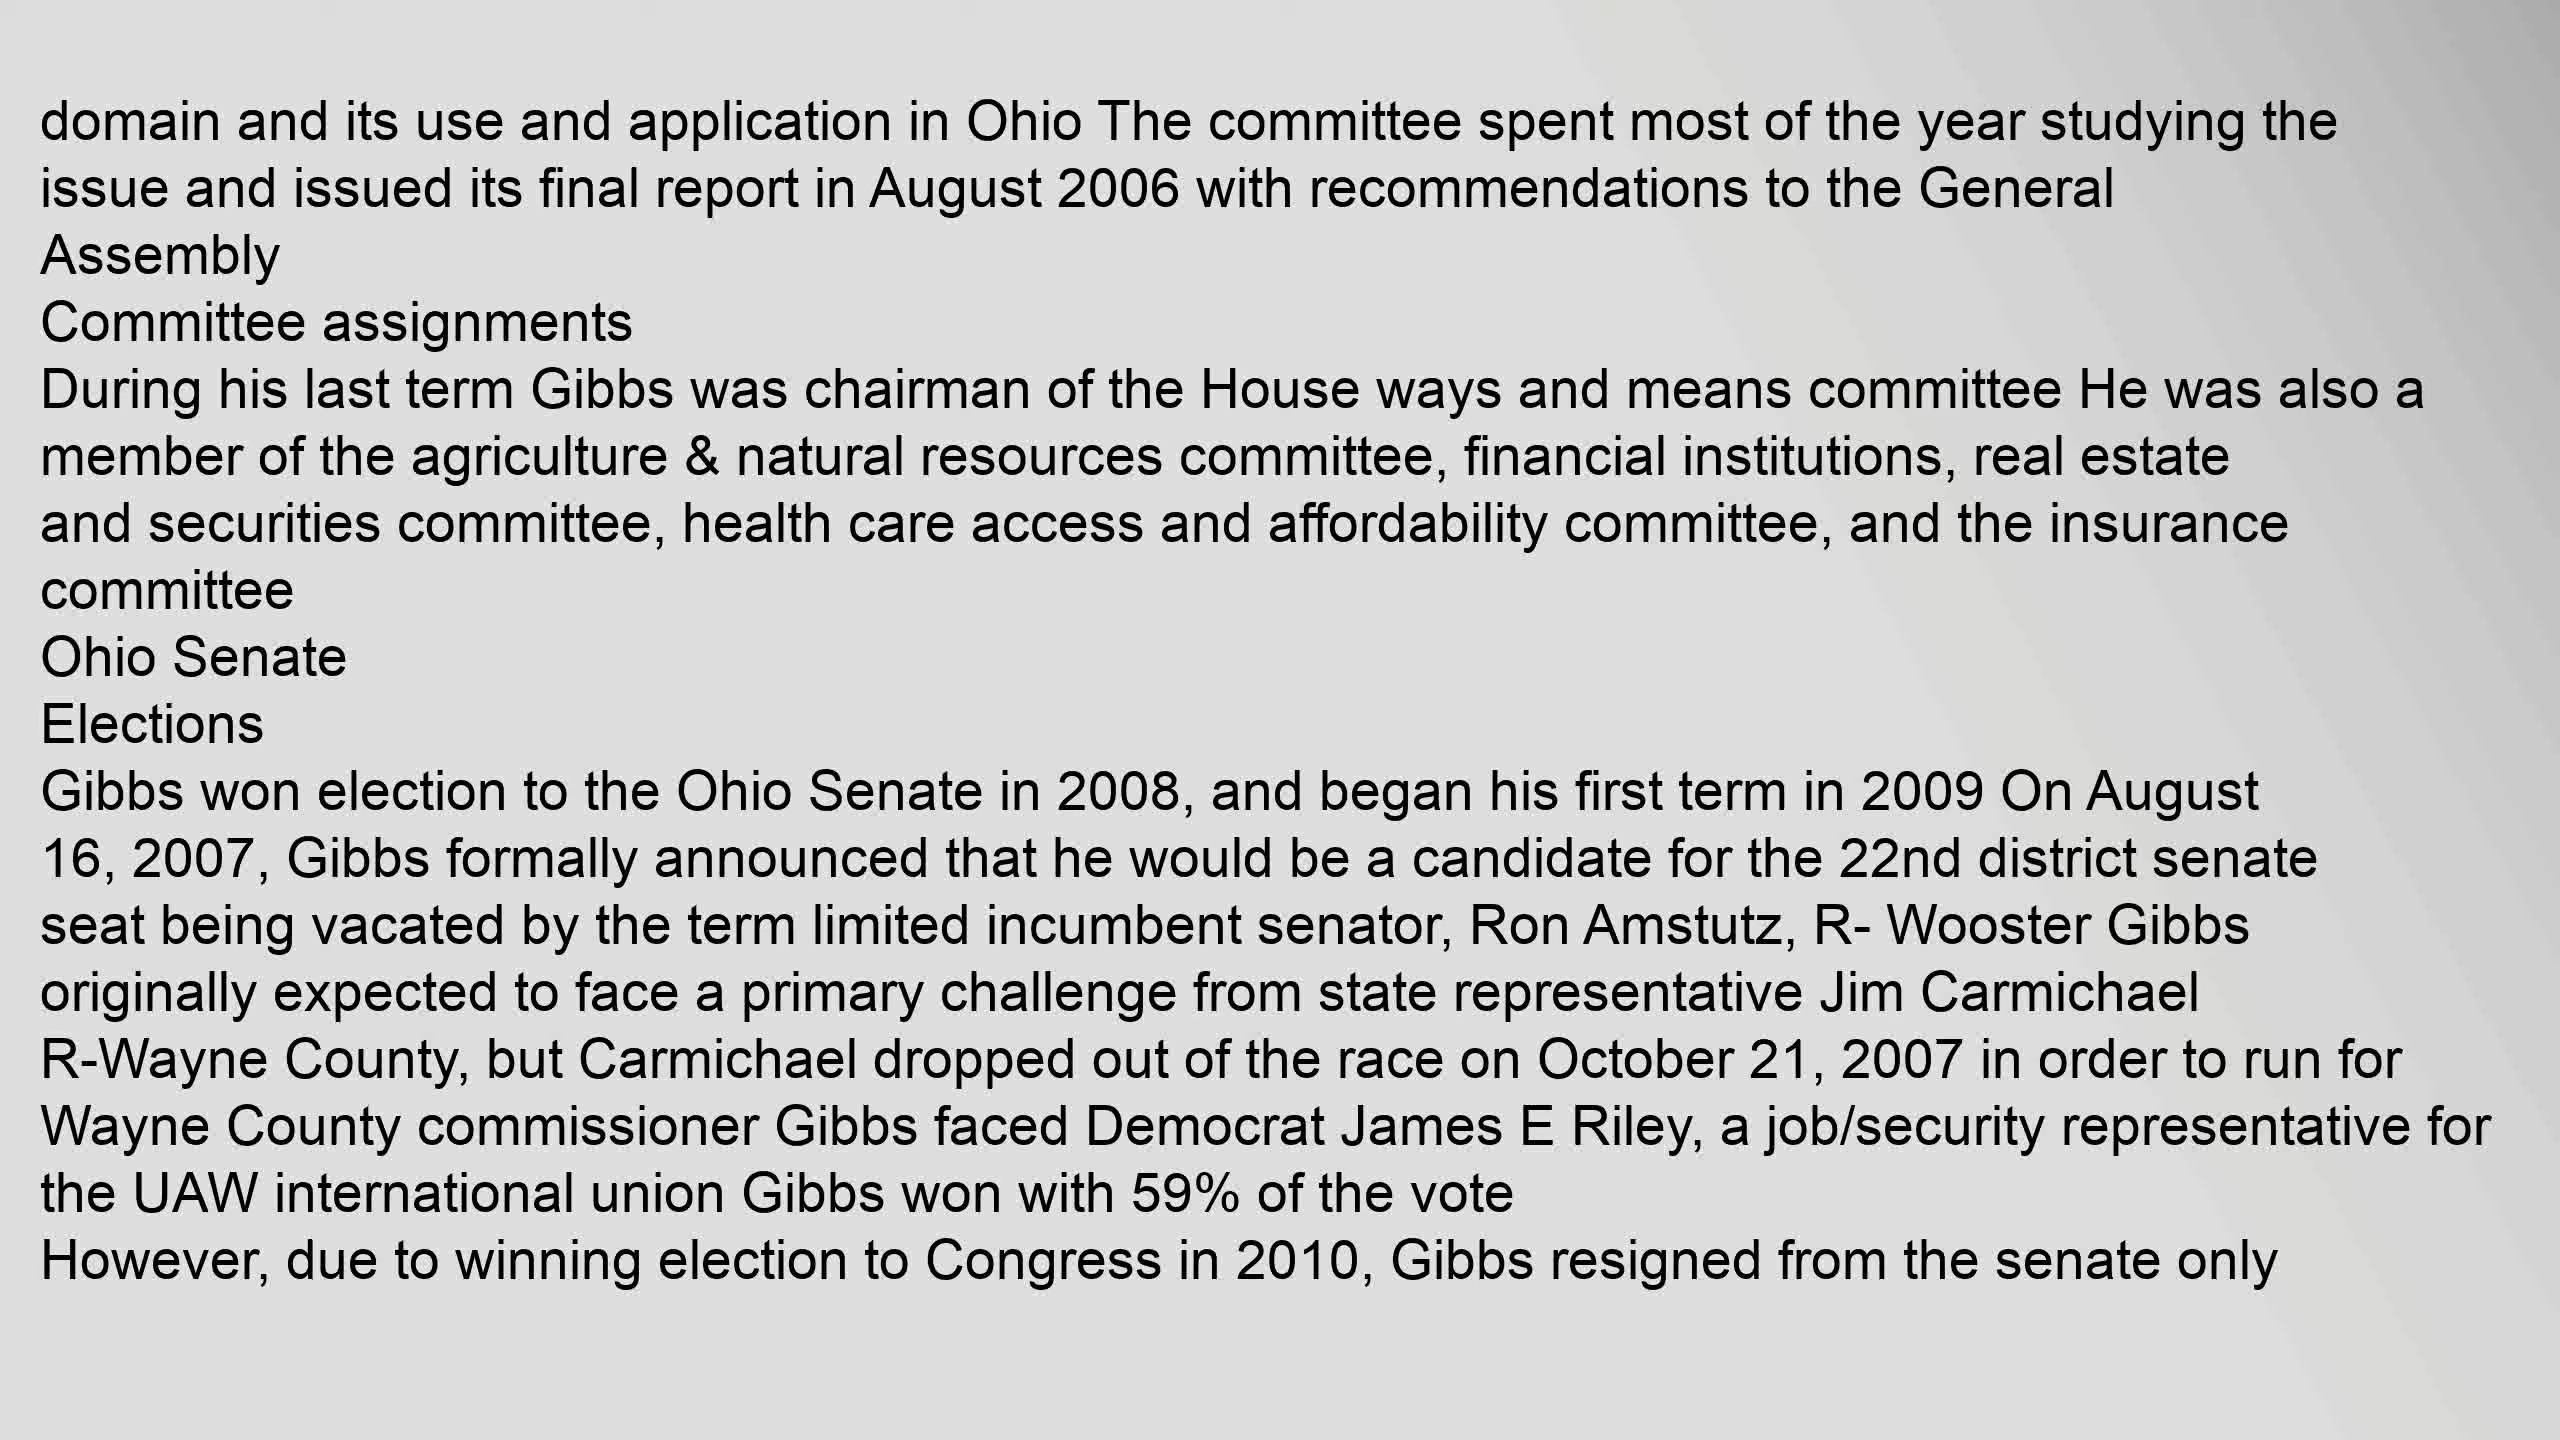 domain and its use and application in Ohio The committee spent most of the year studying the
issue and issued its final report in August 2006 with recommendations to the General
Assembly
Committee assignments
During his last term Gibbs was chairman of the House ways and means committee He was also a
member of the agriculture & natural resources committee, financial institutions, real estate
and securities committee, health care access and affordability committee, and the insurance
committee
Ohio Senate
Elections
Gibbs won election to the Ohio Senate in 2008, and began his first term in 2009 On August
16, 2007, Gibbs formally announced that he would be a candidate for the 22nd district senate
seat being vacated by the term limited incumbent senator, Ron Amstutz, R- Wooster Gibbs
originally expected to face a primary challenge from state representative Jim Carmichael
R-Wayne County, but Carmichael dropped out of the race on October 21, 2007 in order to run for
Wayne County commissioner Gibbs faced Democrat James E Riley, a job/security representative for
the UAW international union Gibbs won with 59% of the vote
However, due to winning election to Congress in 2010, Gibbs resigned from the senate only